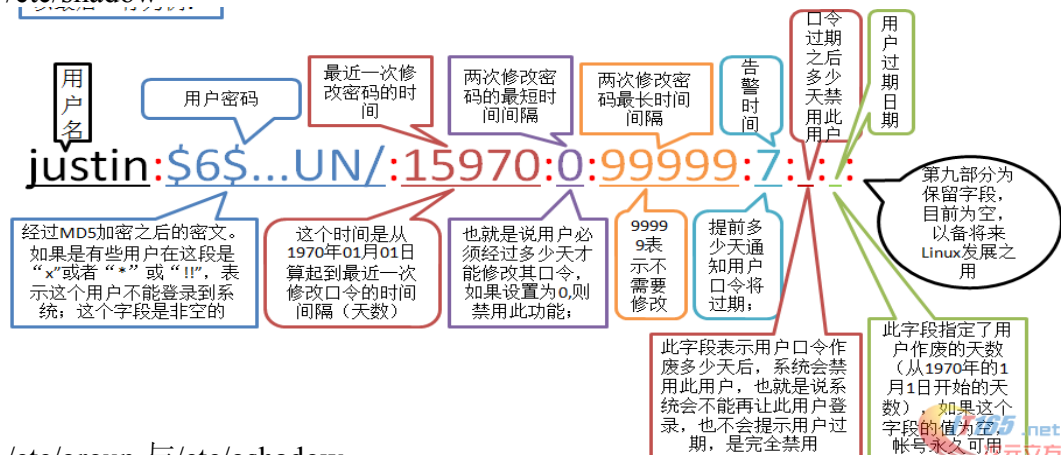 /etc/shadow
用
户
名
用户密码
最近一次修
改密码的时
间
两次修改密
码的最短时
间间隔
两次修改密
码最长时间
间隔
告
警
时
间
口令
过期
之后
多少
天禁
用此
用户
用
户
过
期
日
期
justin:$6$...UN/:15970:0:99999:7:::
经过MD5加密之后的密文。
如果是有些用户在这段是
“x”或者“*”或“!!”，表
示这个用户不能登录到系
统；这个字段是非空的
这个时间是从
1970年01月01日
算起到最近一次
修改口令的时间
间隔（天数）
也就是说用户必
须经过多少天才
能修改其口令，
如果设置为0,则
禁用此功能；
9999
9表
示不
需要
修改
提前多
少天通
知用户
口令将
过期；
第九部分为
保留字段，
目前为空，
以备将来
Linux发展之
用
此字段表示用户口令作
废多少天后，系统会禁
用此用户，也就是说系
统会不能再让此用户登
录，也不会提示用户过
期，是完全禁用
此字段指定了用
户作废的天数
（从1970年的1
月1日开始的天
数），如果这个
字段的值为空，
帐号永久可用
/etc/group 与/etc/gshadow
IT165.net